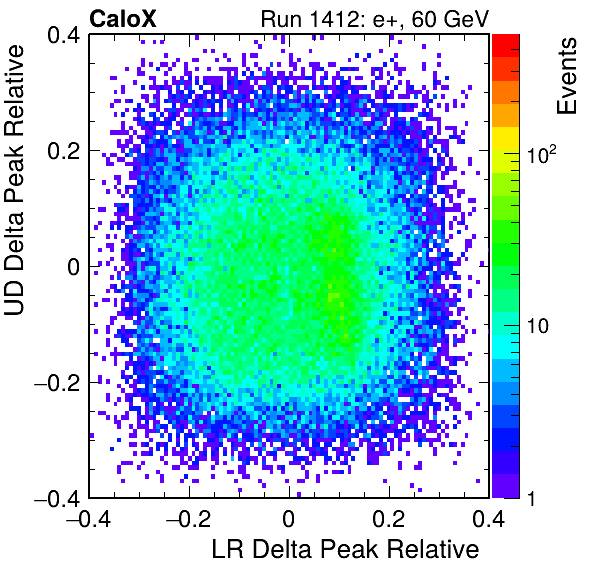 CaloX Run 1412: e+, 60 GeV
Events
UD Delta Peak Relative
0.4
0.2
0
−0.2
−0.4
10²
10
1
−0.4 −0.2 0 0.2 0.4
LR Delta Peak Relative